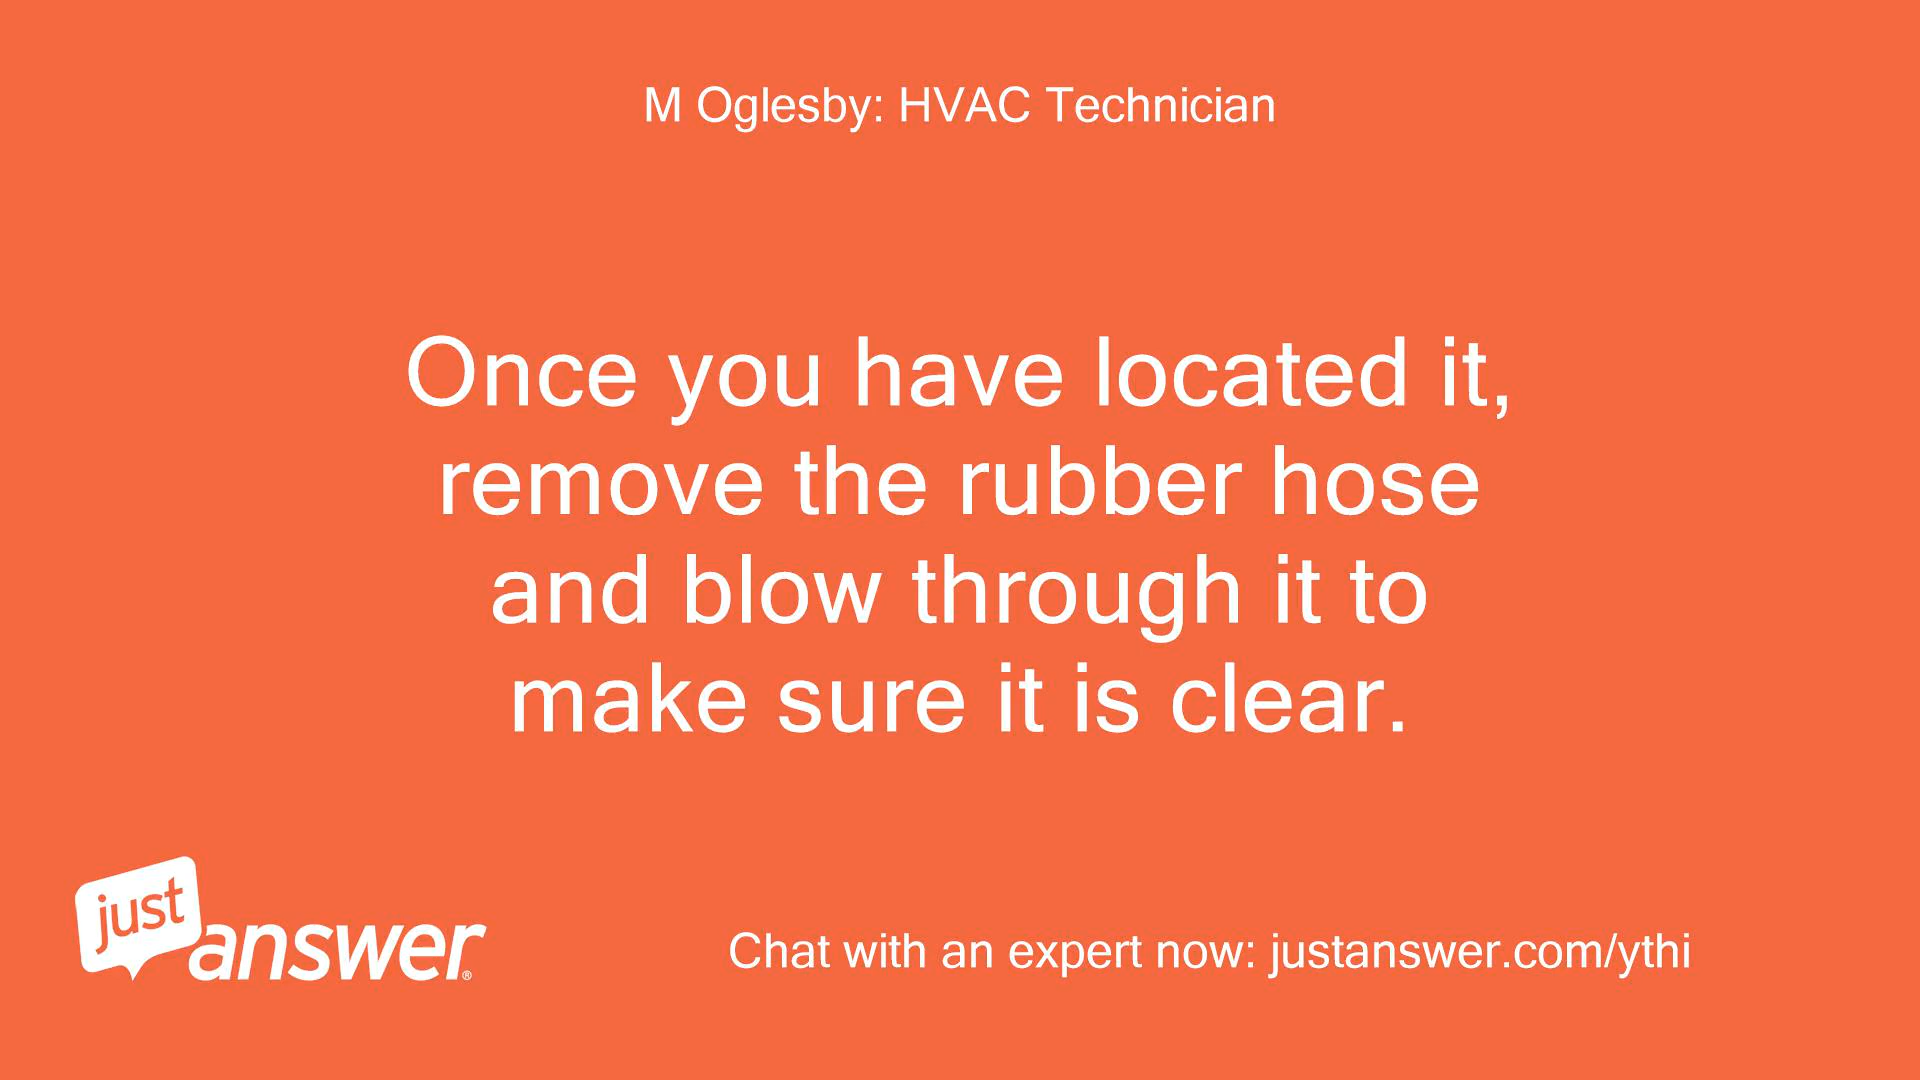 M Oglesby: HVAC Technician
Once you have located it,
remove the rubber hose
and blow through it to
make sure it is clear.
just
answer®
Chat with an expert now: justanswer.com/ythi